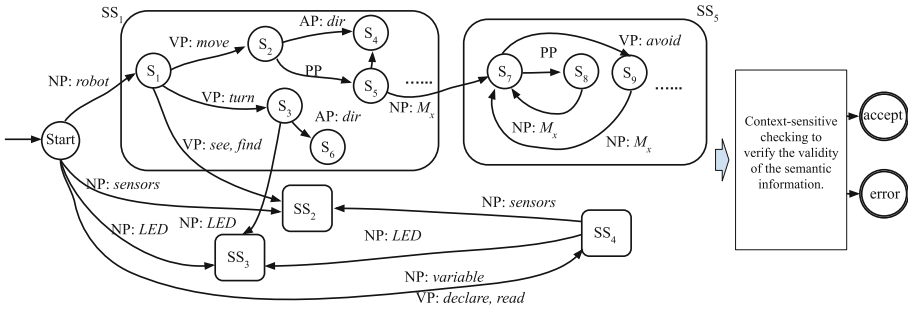 SS1
SS5
AP: dir
VP: move
S4
VP: avoid
S2
PP
NP: robot
S1
PP
S7
S8
S9
S5
......
......
VP: turn
S3
NP: Mx
AP: dir
NP: Mx
Start
VP: see, find
S6
NP: Mx
Context-sensitive
checking to
verify the validity
of the semantic
information.
accept
error
NP: sensors
SS2
NP: sensors
NP: LED
NP: LED
NP: LED
SS4
SS3
NP: variable
VP: declare, read